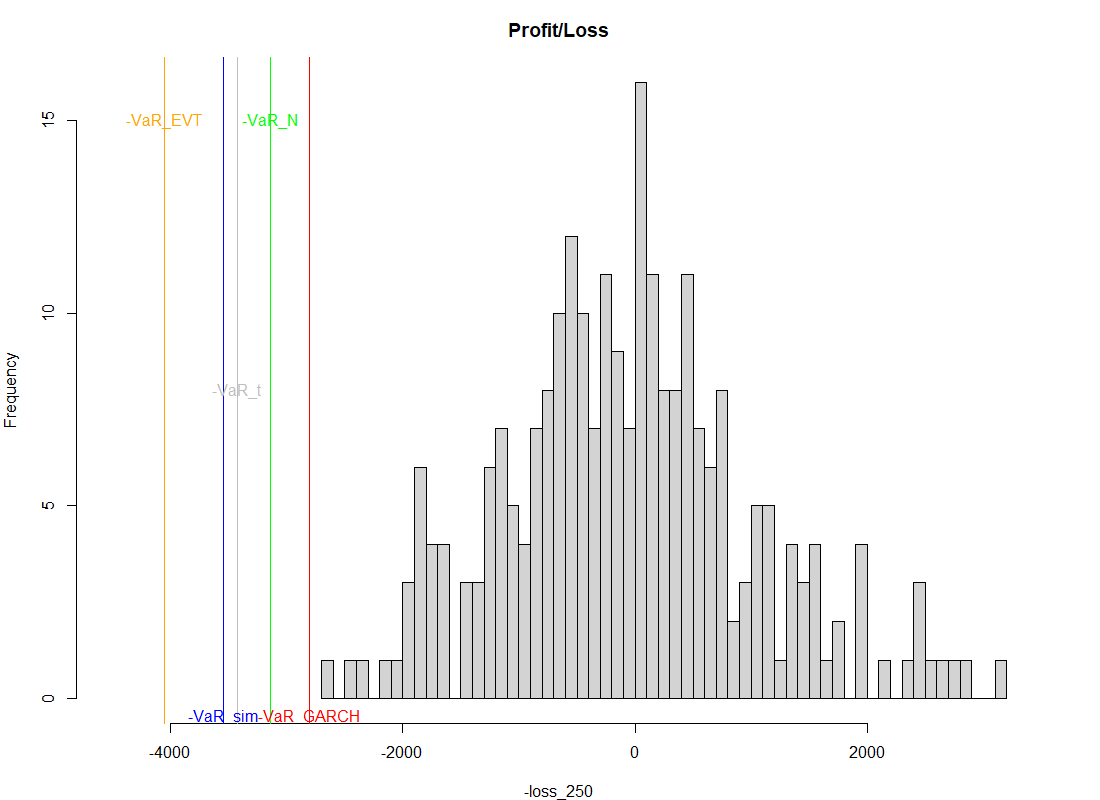 Profit/Loss
-VaR_EVT
-VaR_N
-VaR_t
-VaR_sim
-VaR_GARCH
Frequency
0
5
10
15
-4000
-2000
0
2000
-loss_250